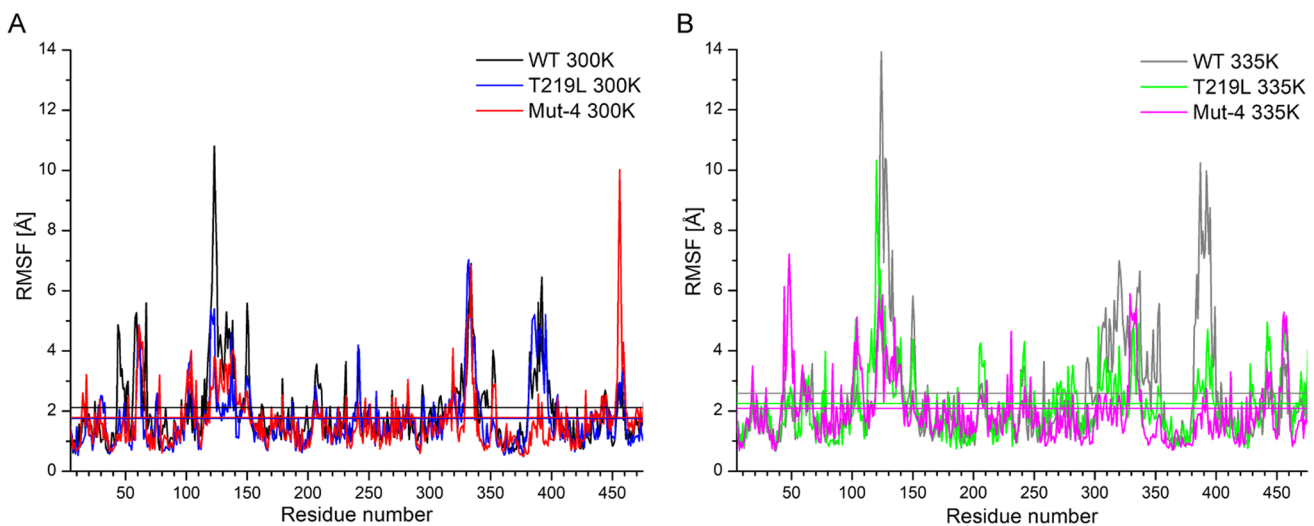 A
WT 300K
T219L 300K
Mut-4 300K
RMSF [Å]
14
12
10
8
6
4
2
0
50 100 150 200 250 300 350 400 450
Residue number
B
WT 335K
T219L 335K
Mut-4 335K
RMSF [Å]
14
12
10
8
6
4
2
0
50 100 150 200 250 300 350 400 450
Residue number